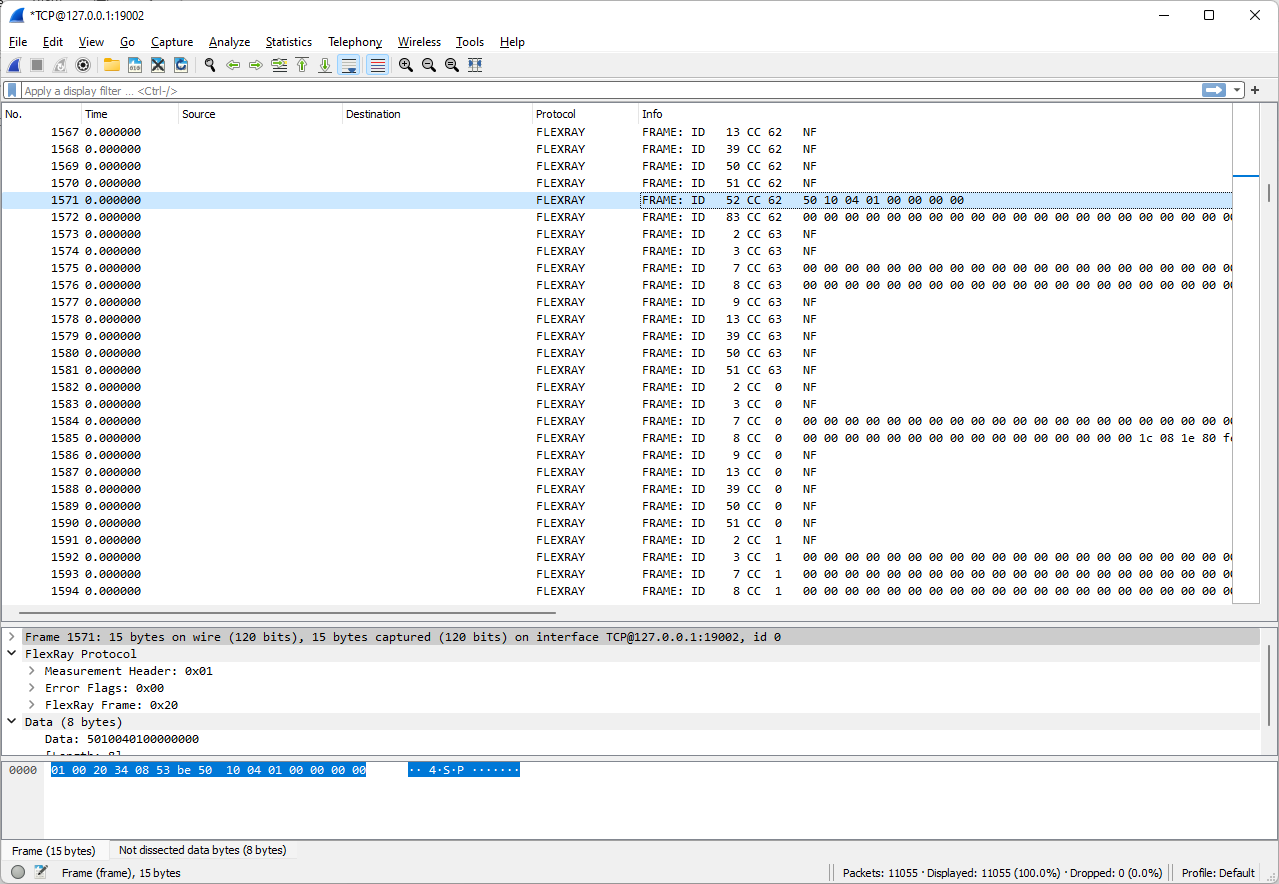 *TCP@127.0.0.1:19002
File Edit View Go Capture Analyze Statistics Telephony Wireless Tools Help
Apply a display filter ... <Ctrl-/>
No. Time Source Destination Protocol Info
1567 0.000000 FLEXRAY FRAME: ID 13 CC 62 NF
1568 0.000000 FLEXRAY FRAME: ID 39 CC 62 NF
1569 0.000000 FLEXRAY FRAME: ID 50 CC 62 NF
1570 0.000000 FLEXRAY FRAME: ID 51 CC 62 NF
1571 0.000000 FLEXRAY FRAME: ID 52 CC 62 50 10 04 01 00 00 00 00
1572 0.000000 FLEXRAY FRAME: ID 83 CC 62 00 00 00 00 00 00 00 00 00 00 00 00 00 00 00 00 00 00 00 00
1573 0.000000 FLEXRAY FRAME: ID 2 CC 63 NF
1574 0.000000 FLEXRAY FRAME: ID 3 CC 63 NF
1575 0.000000 FLEXRAY FRAME: ID 7 CC 63 00 00 00 00 00 00 00 00 00 00 00 00 00 00 00 00 00 00 00 00
1576 0.000000 FLEXRAY FRAME: ID 8 CC 63 00 00 00 00 00 00 00 00 00 00 00 00 00 00 00 00 00 00 00 00
1577 0.000000 FLEXRAY FRAME: ID 9 CC 63 NF
1578 0.000000 FLEXRAY FRAME: ID 13 CC 63 NF
1579 0.000000 FLEXRAY FRAME: ID 39 CC 63 NF
1580 0.000000 FLEXRAY FRAME: ID 50 CC 63 NF
1581 0.000000 FLEXRAY FRAME: ID 51 CC 63 NF
1582 0.000000 FLEXRAY FRAME: ID 2 CC 0 NF
1583 0.000000 FLEXRAY FRAME: ID 3 CC 0 NF
1584 0.000000 FLEXRAY FRAME: ID 7 CC 0 00 00 00 00 00 00 00 00 00 00 00 00 00 00 00 00 00 00 00 00
1585 0.000000 FLEXRAY FRAME: ID 8 CC 0 00 00 00 00 00 00 00 00 00 00 00 00 00 00 00 00 1c 08 1e 80
1586 0.000000 FLEXRAY FRAME: ID 9 CC 0 NF
1587 0.000000 FLEXRAY FRAME: ID 13 CC 0 NF
1588 0.000000 FLEXRAY FRAME: ID 39 CC 0 NF
1589 0.000000 FLEXRAY FRAME: ID 50 CC 0 NF
1590 0.000000 FLEXRAY FRAME: ID 51 CC 0 NF
1591 0.000000 FLEXRAY FRAME: ID 2 CC 1 NF
1592 0.000000 FLEXRAY FRAME: ID 3 CC 1 00 00 00 00 00 00 00 00 00 00 00 00 00 00 00 00 00 00 00 00
1593 0.000000 FLEXRAY FRAME: ID 7 CC 1 00 00 00 00 00 00 00 00 00 00 00 00 00 00 00 00 00 00 00 00
1594 0.000000 FLEXRAY FRAME: ID 8 CC 1 00 00 00 00 00 00 00 00 00 00 00 00 00 00 00 00 00 00 00 00
Frame 1571: 15 bytes on wire (120 bits), 15 bytes captured (120 bits) on interface TCP@127.0.0.1:19002, id 0
FlexRay Protocol
Measurement Header: 0x01
Error Flags: 0x00
FlexRay Frame: 0x20
Data (8 bytes)
Data: 5010040100000000
0000 01 00 20 34 08 53 be 50 10 04 01 00 00 00 00 ·· 4·S·P ·······
Frame (15 bytes) Not dissected data bytes (8 bytes)
Frame (frame), 15 bytes Packets: 11055 · Displayed: 11055 (100.0%) · Dropped: 0 (0.0%) Profile: Default